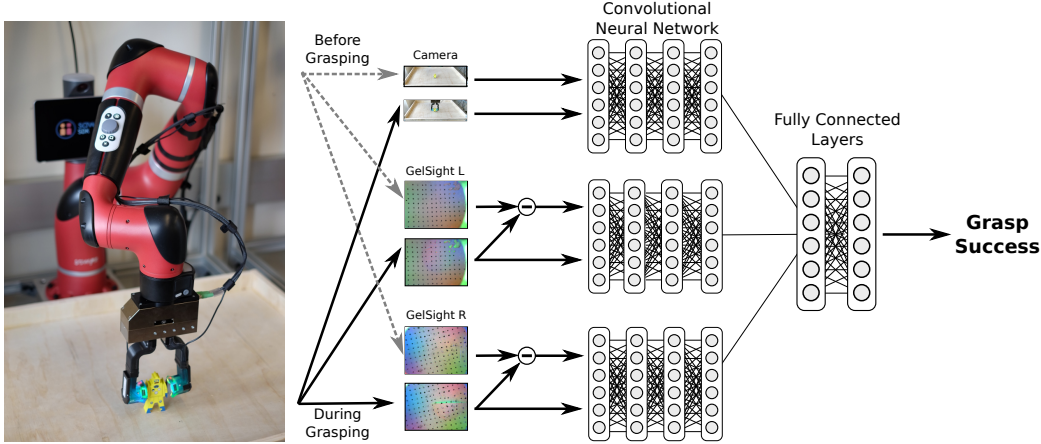 Before
Grasping
Camera
Convolutional
Neural Network
Fully Connected
Layers
GelSight L
Grasp
Success
GelSight R
During
Grasping